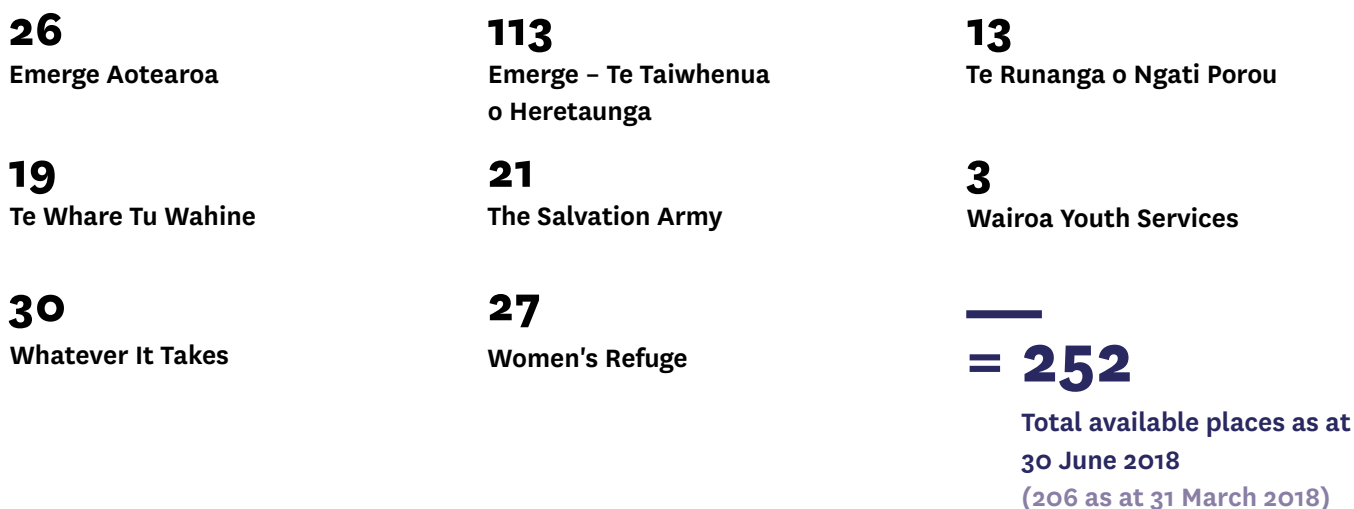 26
Emerge Aotearoa
113
Emerge – Te Taiwhenua
o Heretaunga
13
Te Runanga o Ngati Porou
19
Te Whare Tu Wahine
21
The Salvation Army
3
Wairoa Youth Services
30
Whatever It Takes
27
Women's Refuge
= 252
Total available places as at
30 June 2018
(206 as at 31 March 2018)